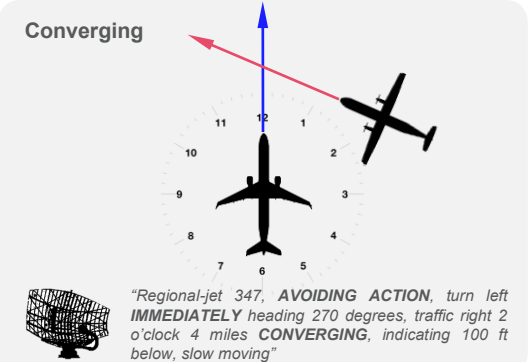 Converging
12
11
1
10
2
9
3
8
4
7
5
6
“Regional-jet 347, AVOIDING ACTION, turn left
IMMEDIATELY heading 270 degrees, traffic right 2
o’clock 4 miles CONVERGING, indicating 100 ft
below, slow moving”